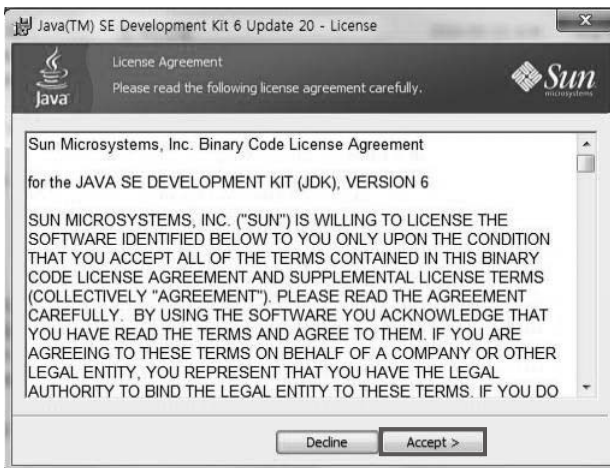 Java(TM) SE Development Kit 6 Update 20 - License
License Agreement
Please read the following license agreement carefully.
Java
Sun
microsystems
Sun Microsystems, Inc. Binary Code License Agreement
for the JAVA SE DEVELOPMENT KIT (JDK), VERSION 6
SUN MICROSYSTEMS, INC. ("SUN") IS WILLING TO LICENSE THE
SOFTWARE IDENTIFIED BELOW TO YOU ONLY UPON THE CONDITION
THAT YOU ACCEPT ALL OF THE TERMS CONTAINED IN THIS BINARY
CODE LICENSE AGREEMENT AND SUPPLEMENTAL LICENSE TERMS
(COLLECTIVELY "AGREEMENT"). PLEASE READ THE AGREEMENT
CAREFULLY. BY USING THE SOFTWARE YOU ACKNOWLEDGE THAT
YOU HAVE READ THE TERMS AND AGREE TO THEM. IF YOU ARE
AGREEING TO THESE TERMS ON BEHALF OF A COMPANY OR OTHER
LEGAL ENTITY, YOU REPRESENT THAT YOU HAVE THE LEGAL
AUTHORITY TO BIND THE LEGAL ENTITY TO THESE TERMS. IF YOU DO
Decline
Accept >